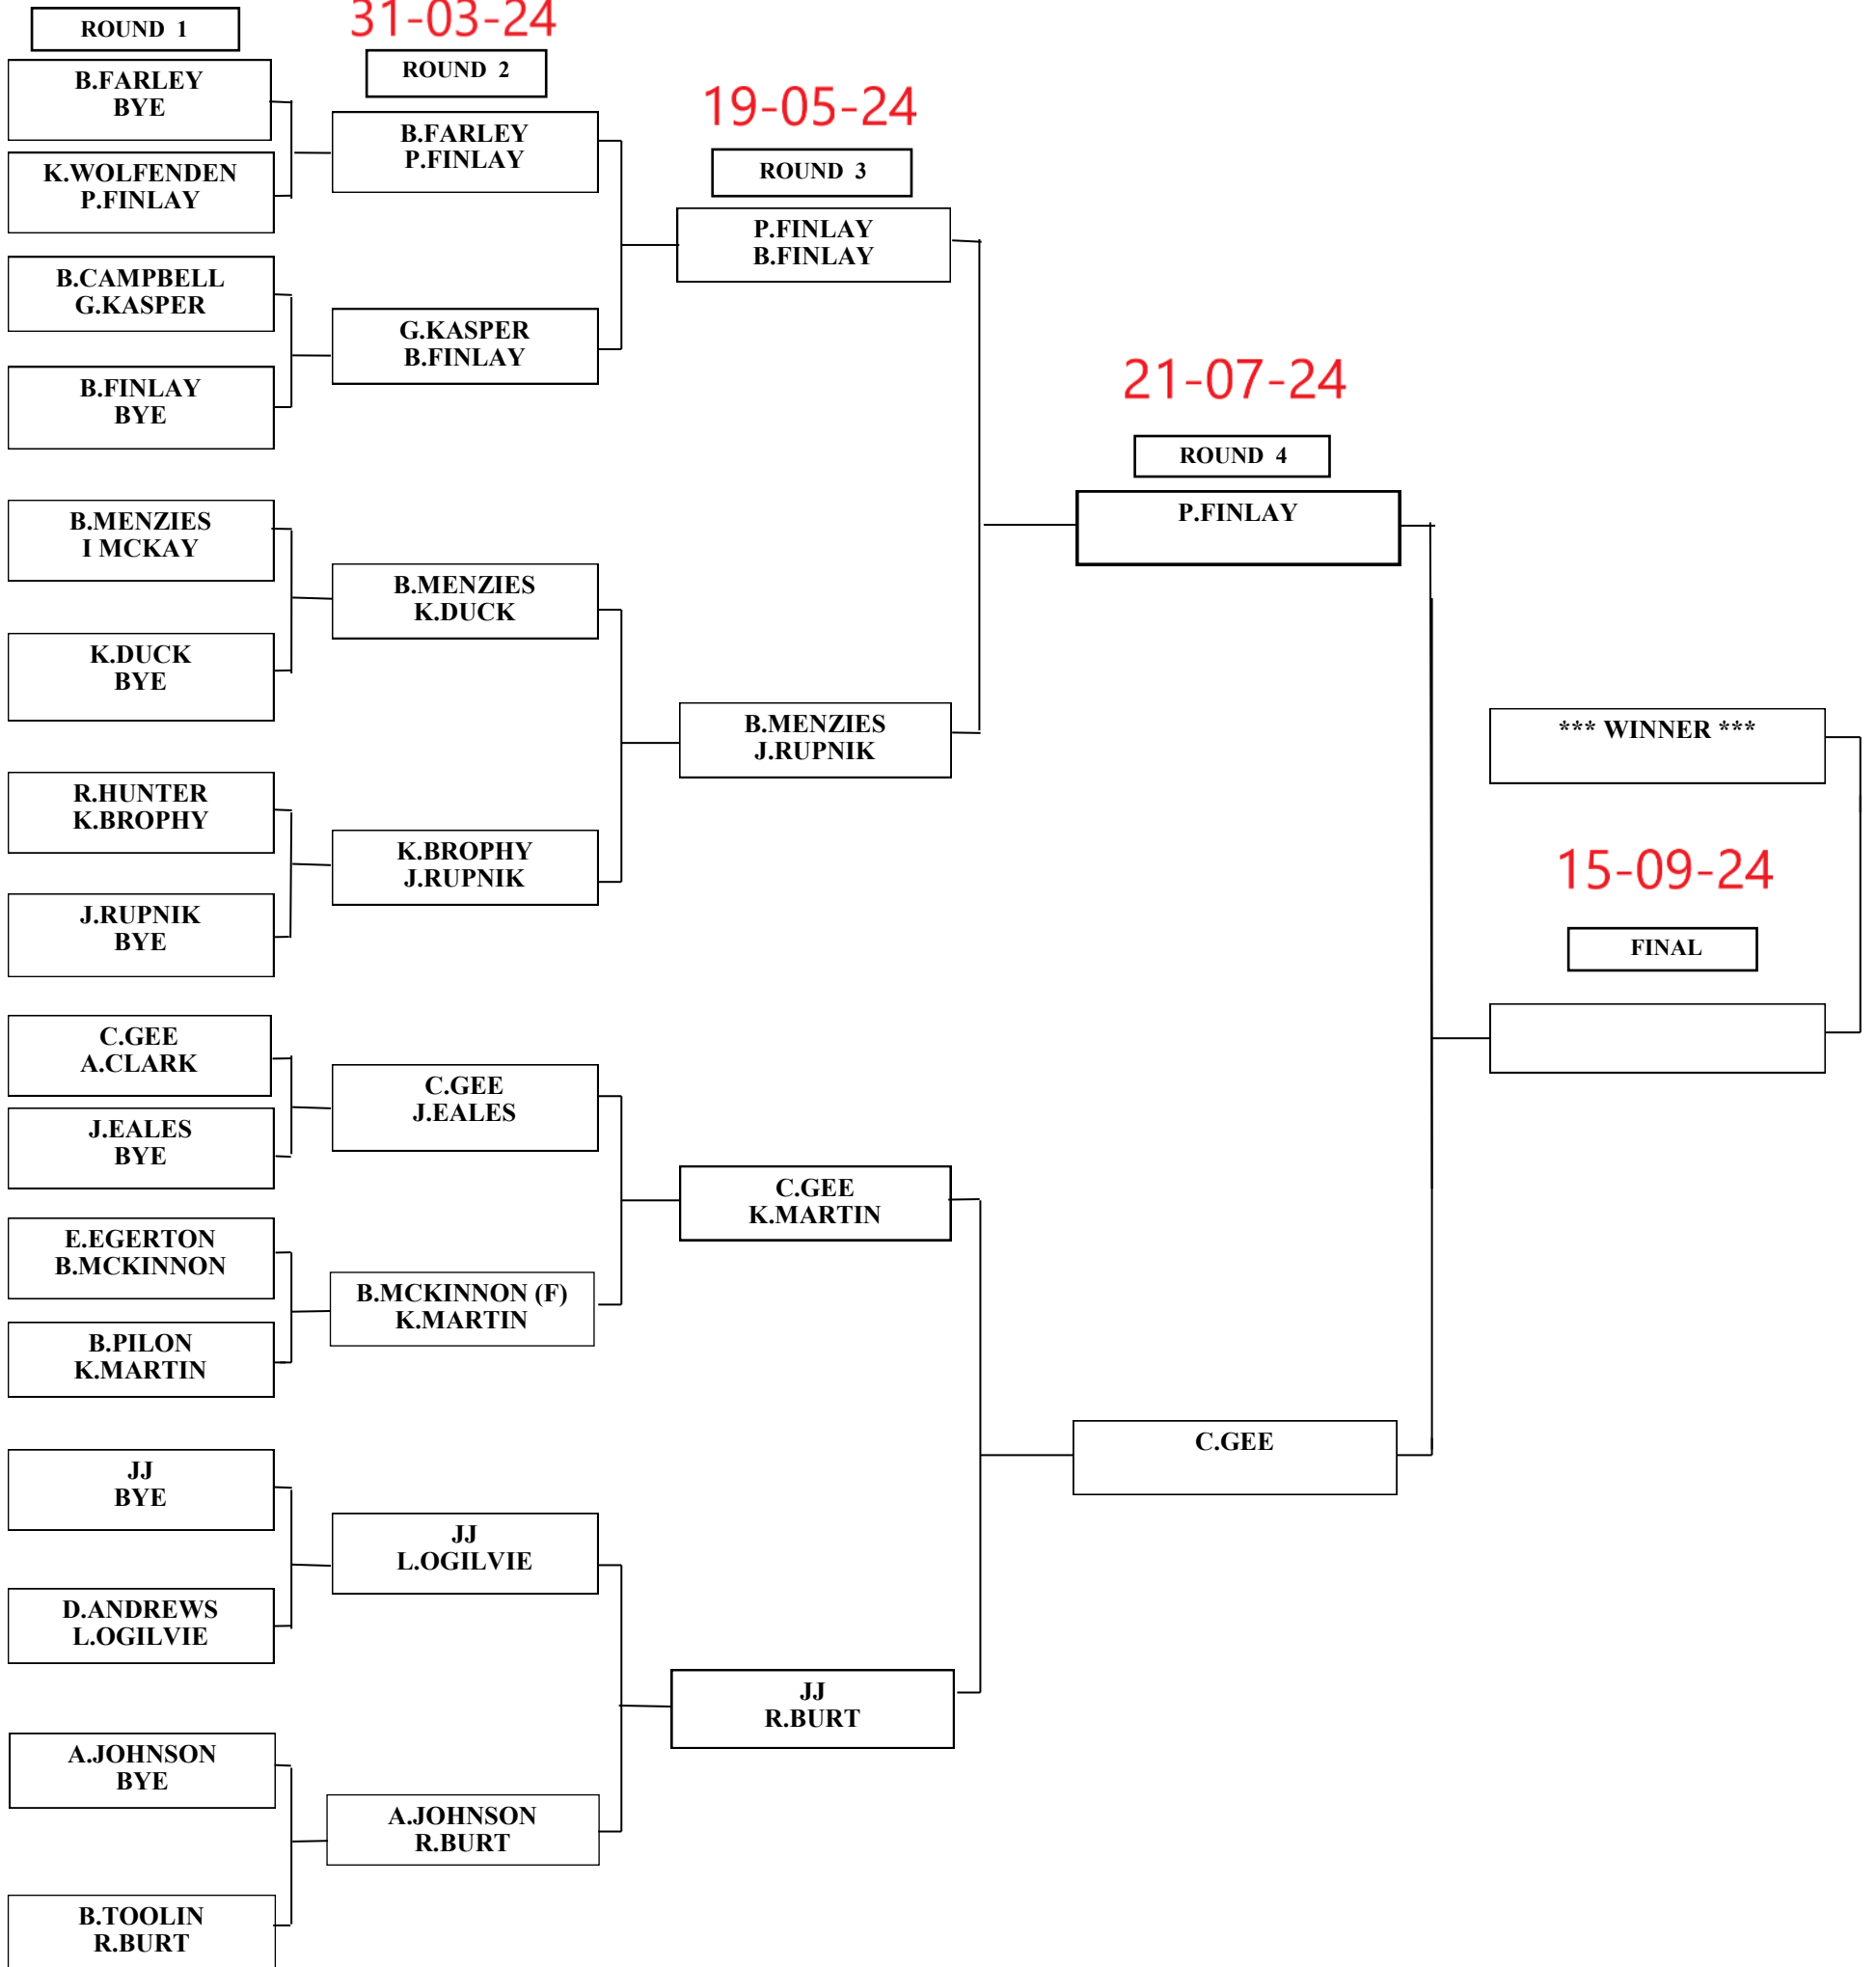 ROUND 1
B.FARLEY
BYE
K.WOLFENDEN
P.FINLAY
B.CAMPBELL
G.KASPER
B.FINLAY
BYE
B.MENZIES
I MCKAY
K.DUCK
BYE
R.HUNTER
K.BROPHY
J.RUPNIK
BYE
C.GEE
A.CLARK
J.EALES
BYE
E.EGERTON
B.MCKINNON
B.PILON
K.MARTIN
JJ
BYE
D.ANDREWS
L.OGILVIE
A.JOHNSON
BYE
B.TOOLIN
R.BURT
31-03-24
ROUND 2
B.FARLEY
P.FINLAY
G.KASPER
B.FINLAY
B.MENZIES
K.DUCK
K.BROPHY
J.RUPNIK
C.GEE
J.EALES
B.MCKINNON (F)
K.MARTIN
JJ
L.OGILVIE
A.JOHNSON
R.BURT
19-05-24
ROUND 3
P.FINLAY
B.FINLAY
B.MENZIES
J.RUPNIK
C.GEE
K.MARTIN
JJ
R.BURT
21-07-24
ROUND 4
P.FINLAY
C.GEE
*** WINNER ***
15-09-24
FINAL